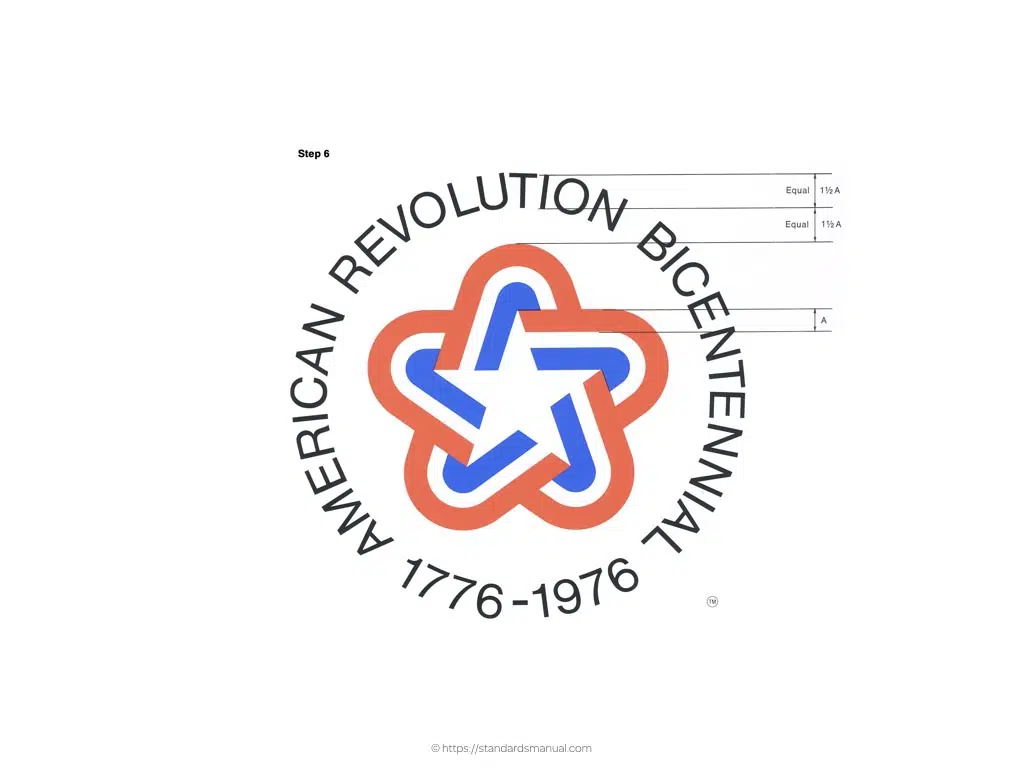 Step 6
AMERICAN REVOLUTION BICENTENNIAL
1776-1976
Equal 1½ A
Equal 1½ A
A
TM
© https://standardsmanual.com